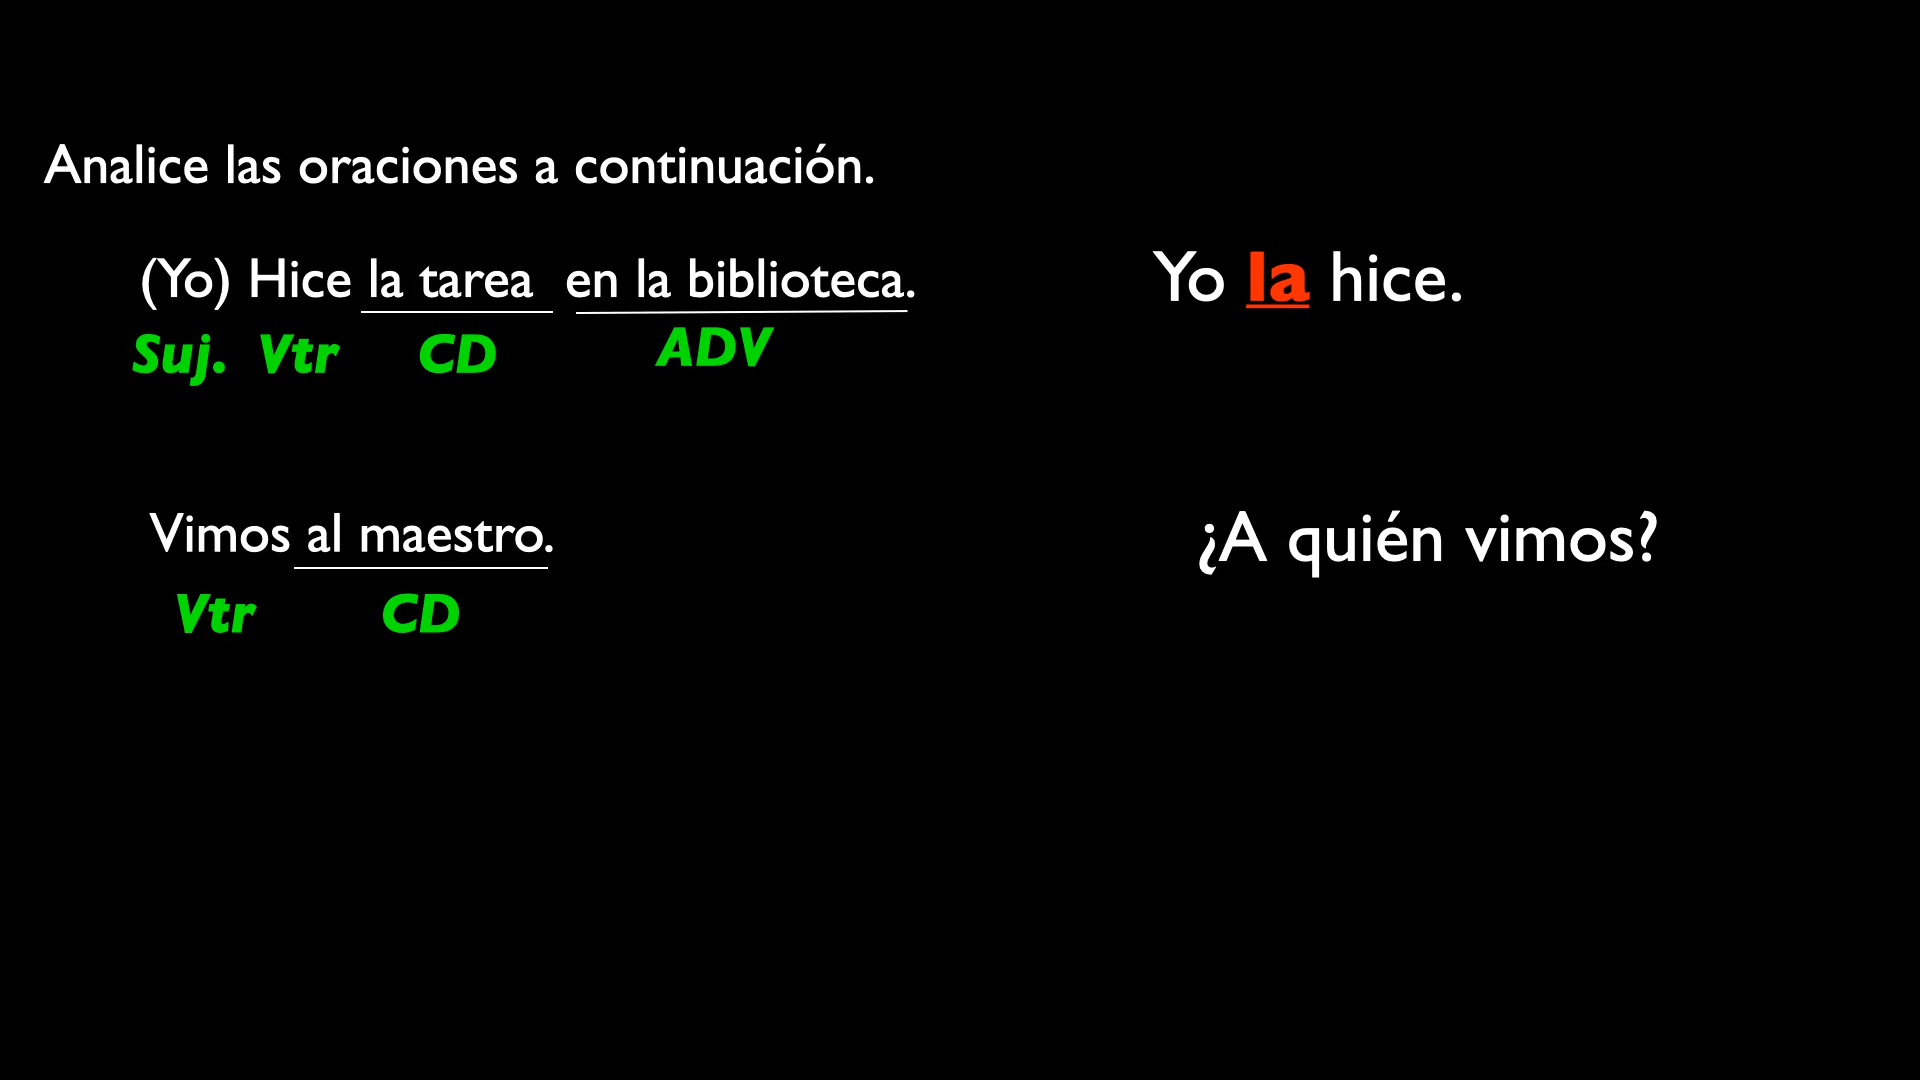 Analice las oraciones a continuación.
(Yo) Hice la tarea en la biblioteca.
Suj. Vtr CD ADV
Yo la hice.
Vimos al maestro.
Vtr CD
¿A quién vimos?